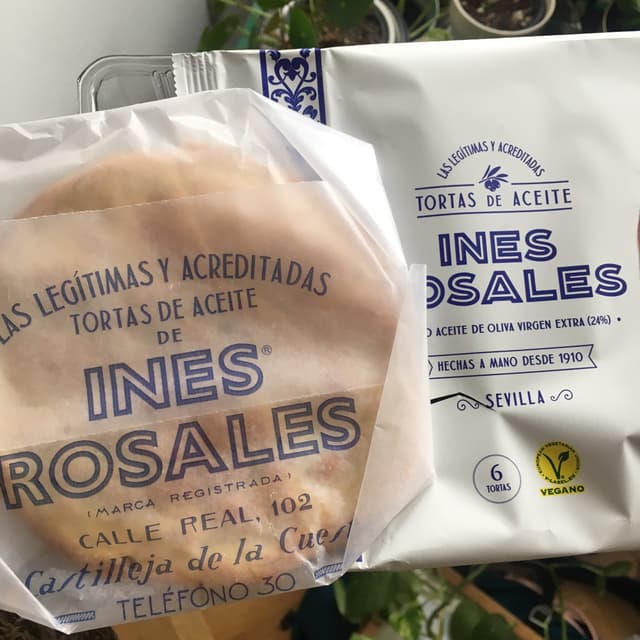 LAS LEGÍTIMAS Y ACREDITADAS
TORTAS DE ACEITE
DE
INES®
ROSALES
(MARCA REGISTRADA)
CALLE REAL, 102
Castilleja de la Cuest
TELÉFONO 30
LAS LEGÍTIMAS Y ACREDITADAS
TORTAS DE ACEITE
INES
ROSALES
ACEITE DE OLIVA VIRGEN EXTRA (24%) •
HECHAS A MANO DESDE 1910
SEVILLA
6
TORTAS
VEGANO